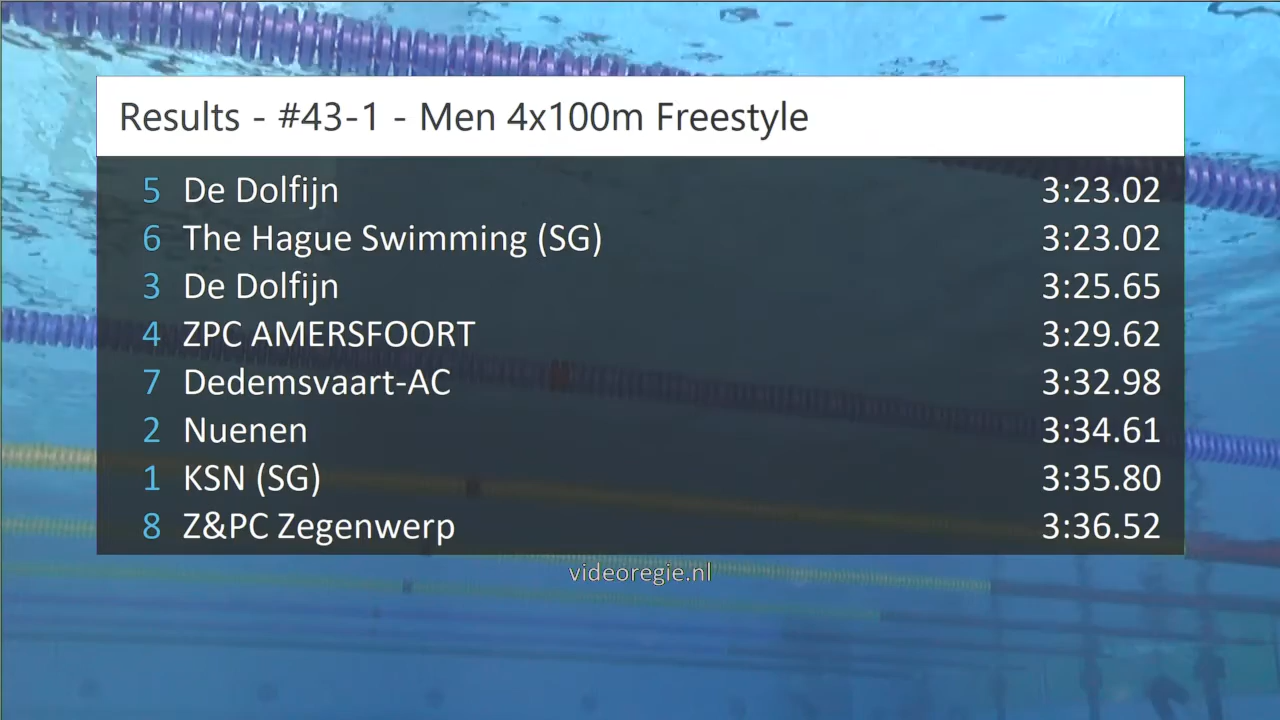 Results - #43-1 - Men 4x100m Freestyle
5 De Dolfijn 3:23.02
6 The Hague Swimming (SG) 3:23.02
3 De Dolfijn 3:25.65
4 ZPC AMERSFOORT 3:29.62
7 Dedemsvaart-AC 3:32.98
2 Nuenen 3:34.61
1 KSN (SG) 3:35.80
8 Z&PC Zegenwerp 3:36.52
videoregie.nl